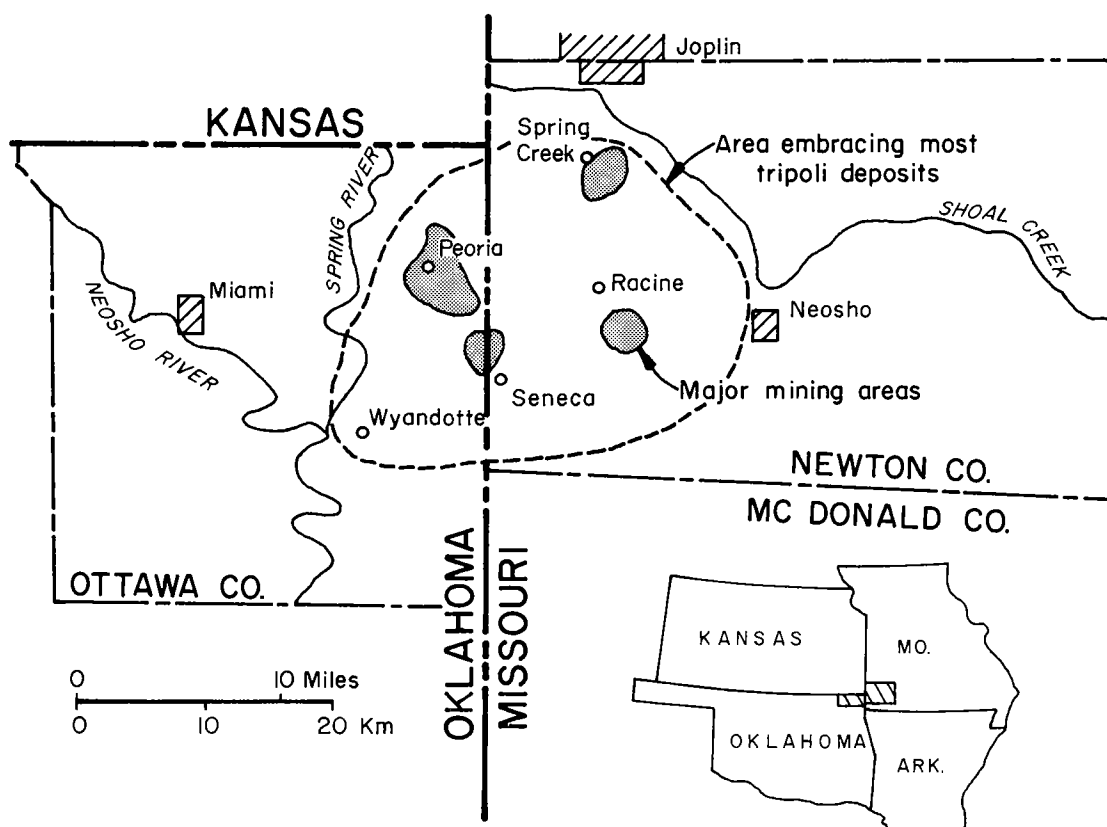 Joplin
KANSAS
Spring
Creek
Area embracing most
tripoli deposits
SPRING RIVER
SHOAL CREEK
Peoria
Miami
Racine
Neosho
NEOSHO RIVER
Seneca
Major mining areas
Wyandotte
NEWTON CO.
MC DONALD CO.
OTTAWA CO.
OKLAHOMA
MISSOURI
0 10 Miles
0 10 20 Km
KANSAS
MO.
OKLAHOMA
ARK.